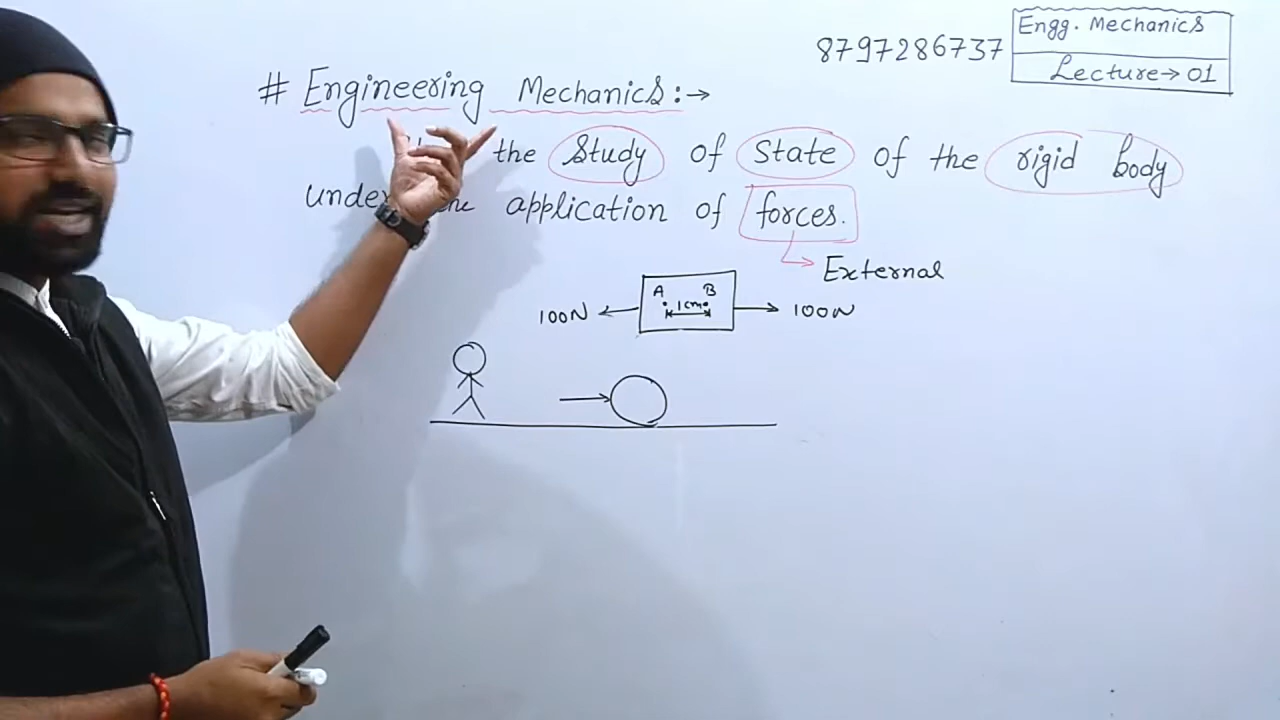 8797286737
Engg. Mechanics
Lecture→01
# Engineering Mechanics:→
the Study of State of the rigid body
under application of forces.
→ External
100N ← A B → 100N
1cm